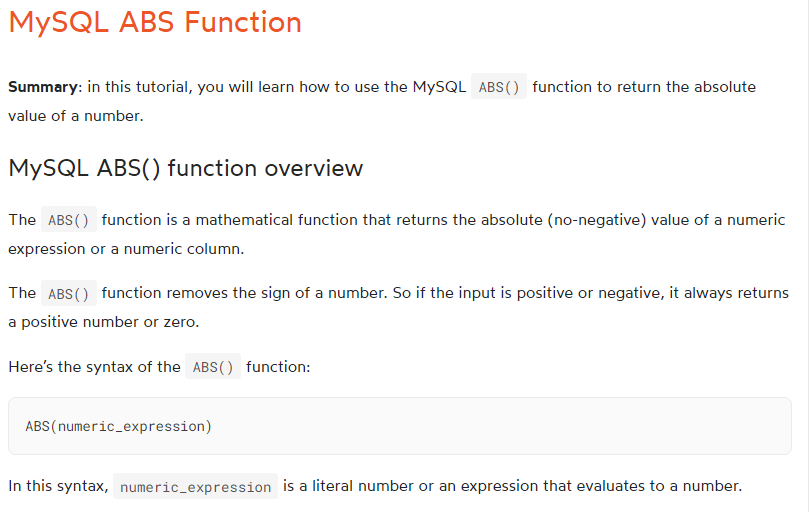 MySQL ABS Function
Summary: in this tutorial, you will learn how to use the MySQL ABS() function to return the absolute
value of a number.
MySQL ABS() function overview
The ABS() function is a mathematical function that returns the absolute (no-negative) value of a numeric
expression or a numeric column.
The ABS() function removes the sign of a number. So if the input is positive or negative, it always returns
a positive number or zero.
Here’s the syntax of the ABS() function:
ABS(numeric_expression)
In this syntax, numeric_expression is a literal number or an expression that evaluates to a number.